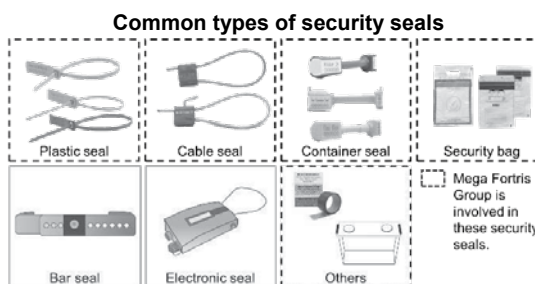 Common types of security seals
Plastic seal
Cable seal
Container seal
Security bag
Mega Fortris
Group is
involved in
these security
seals.
Bar seal
Electronic seal
Others